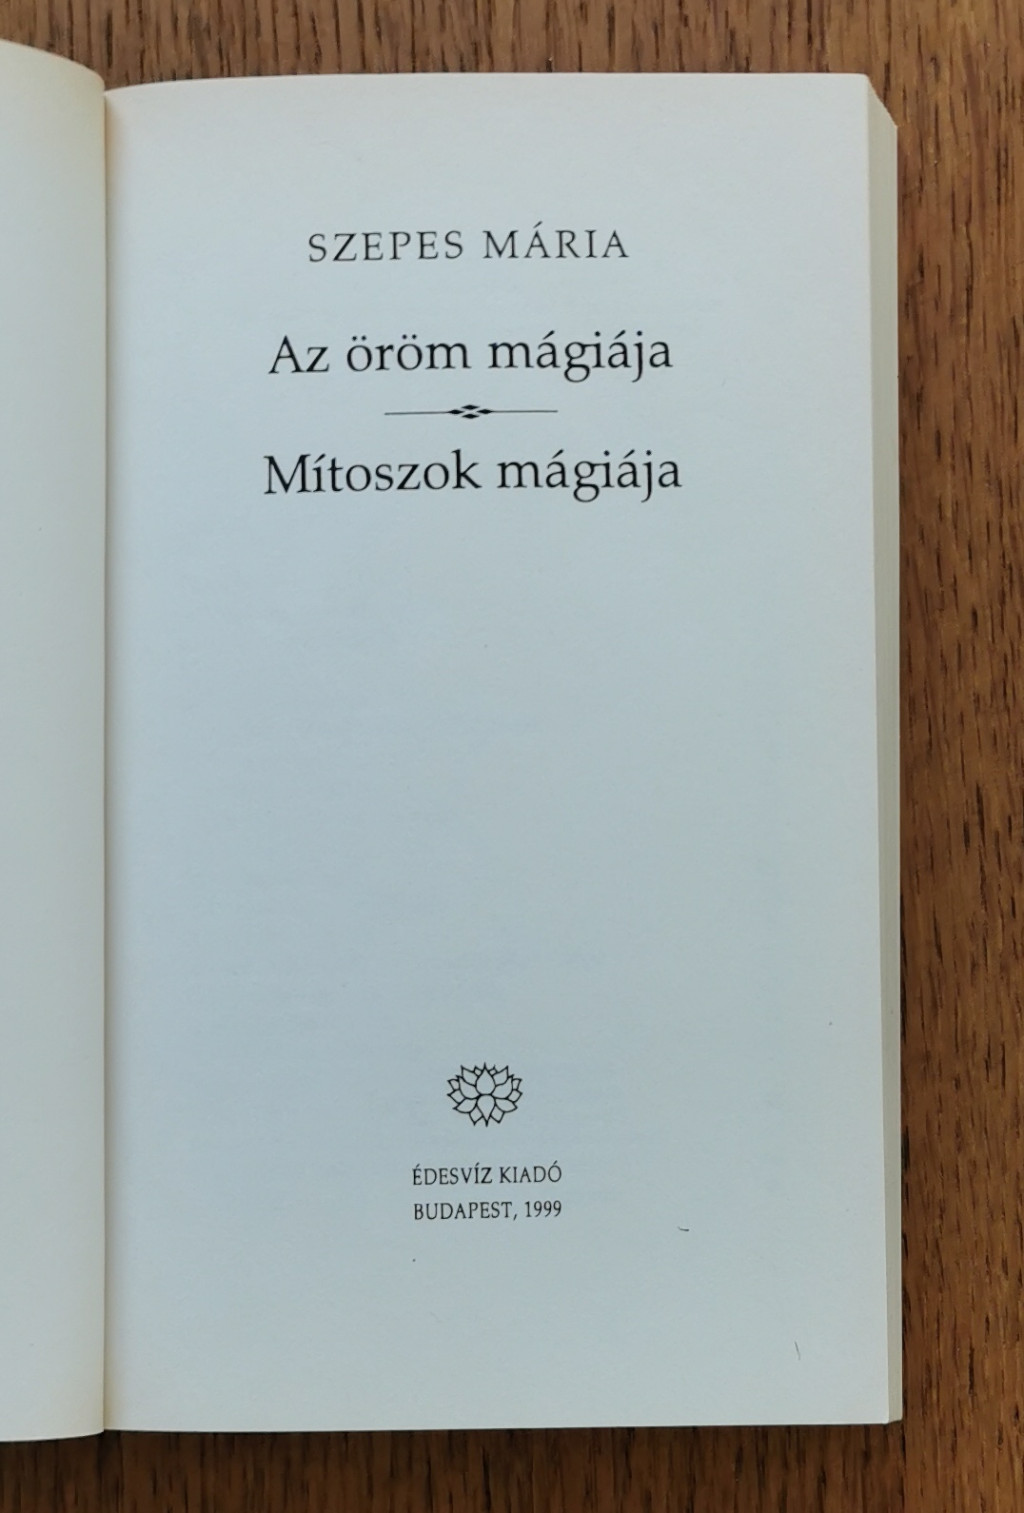 SZEPES MÁRIA
Az öröm mágiája
Mítoszok mágiája
ÉDESVÍZ KIADÓ
BUDAPEST, 1999